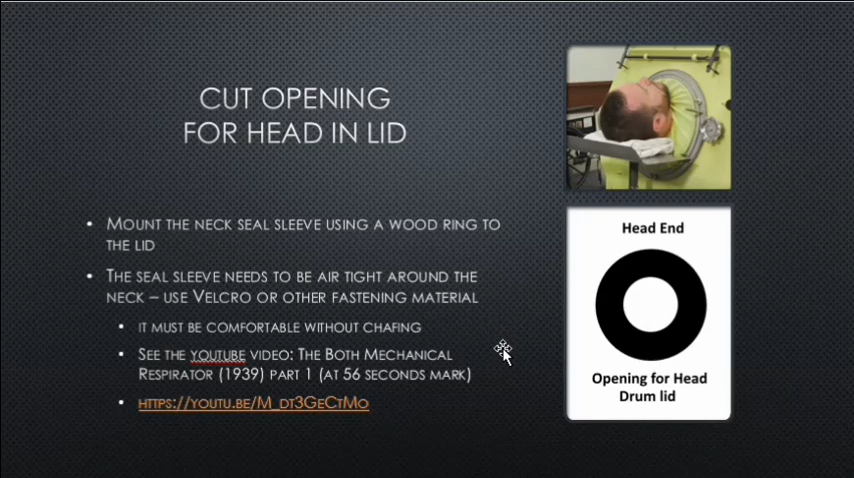 CUT OPENING
FOR HEAD IN LID
• MOUNT THE NECK SEAL SLEEVE USING A WOOD RING TO
THE LID
• THE SEAL SLEEVE NEEDS TO BE AIR TIGHT AROUND THE
NECK – USE VELCRO OR OTHER FASTENING MATERIAL
• IT MUST BE COMFORTABLE WITHOUT CHAFING
• SEE THE YOUTUBE VIDEO: THE BOTH MECHANICAL
RESPIRATOR (1939) PART 1 (AT 56 SECONDS MARK)
• HTTPS://YOUTU.BE/M_DT3GECTMO
Head End
Opening for Head
Drum lid